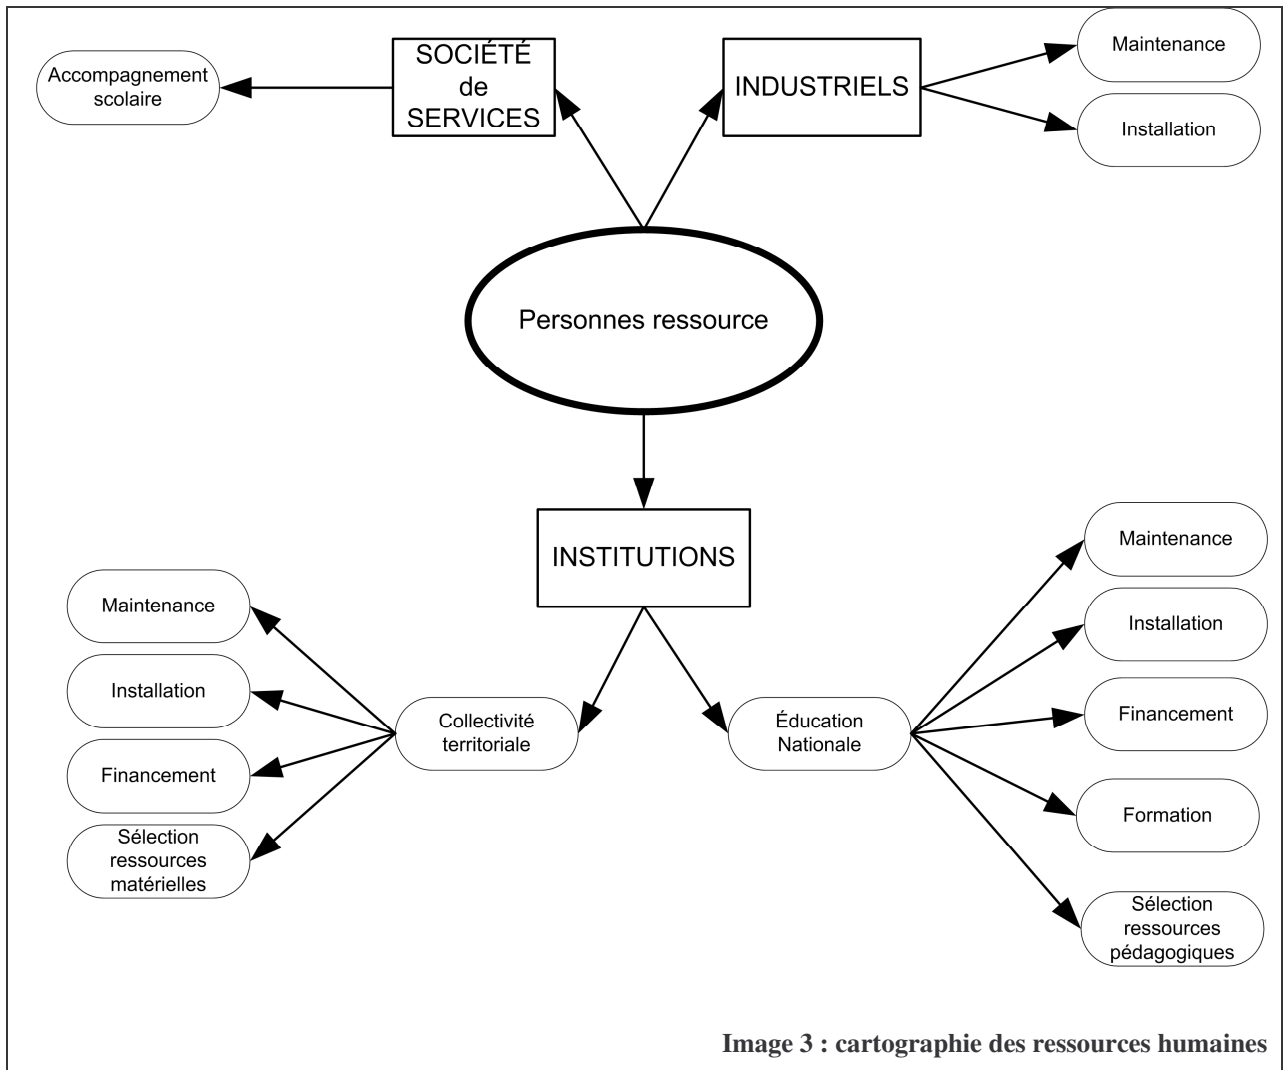 Accompagnement
scolaire
SOCIÉTÉ
de
SERVICES
INDUSTRIELS
Maintenance
Installation
Personnes ressource
INSTITUTIONS
Maintenance
Installation
Financement
Sélection
ressources
matérielles
Collectivité
territoriale
Éducation
Nationale
Maintenance
Installation
Financement
Formation
Sélection
ressources
pédagogiques
Image 3 : cartographie des ressources humaines